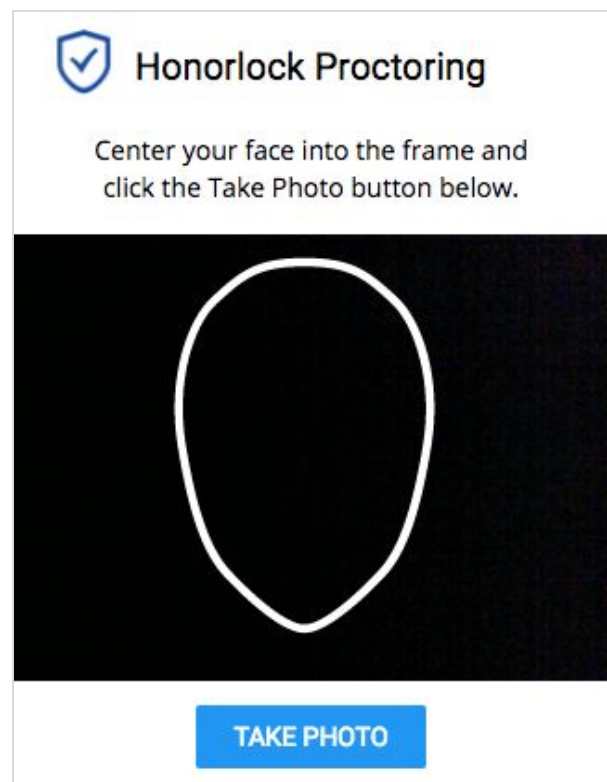 Honorlock Proctoring
Center your face into the frame and
click the Take Photo button below.
TAKE PHOTO